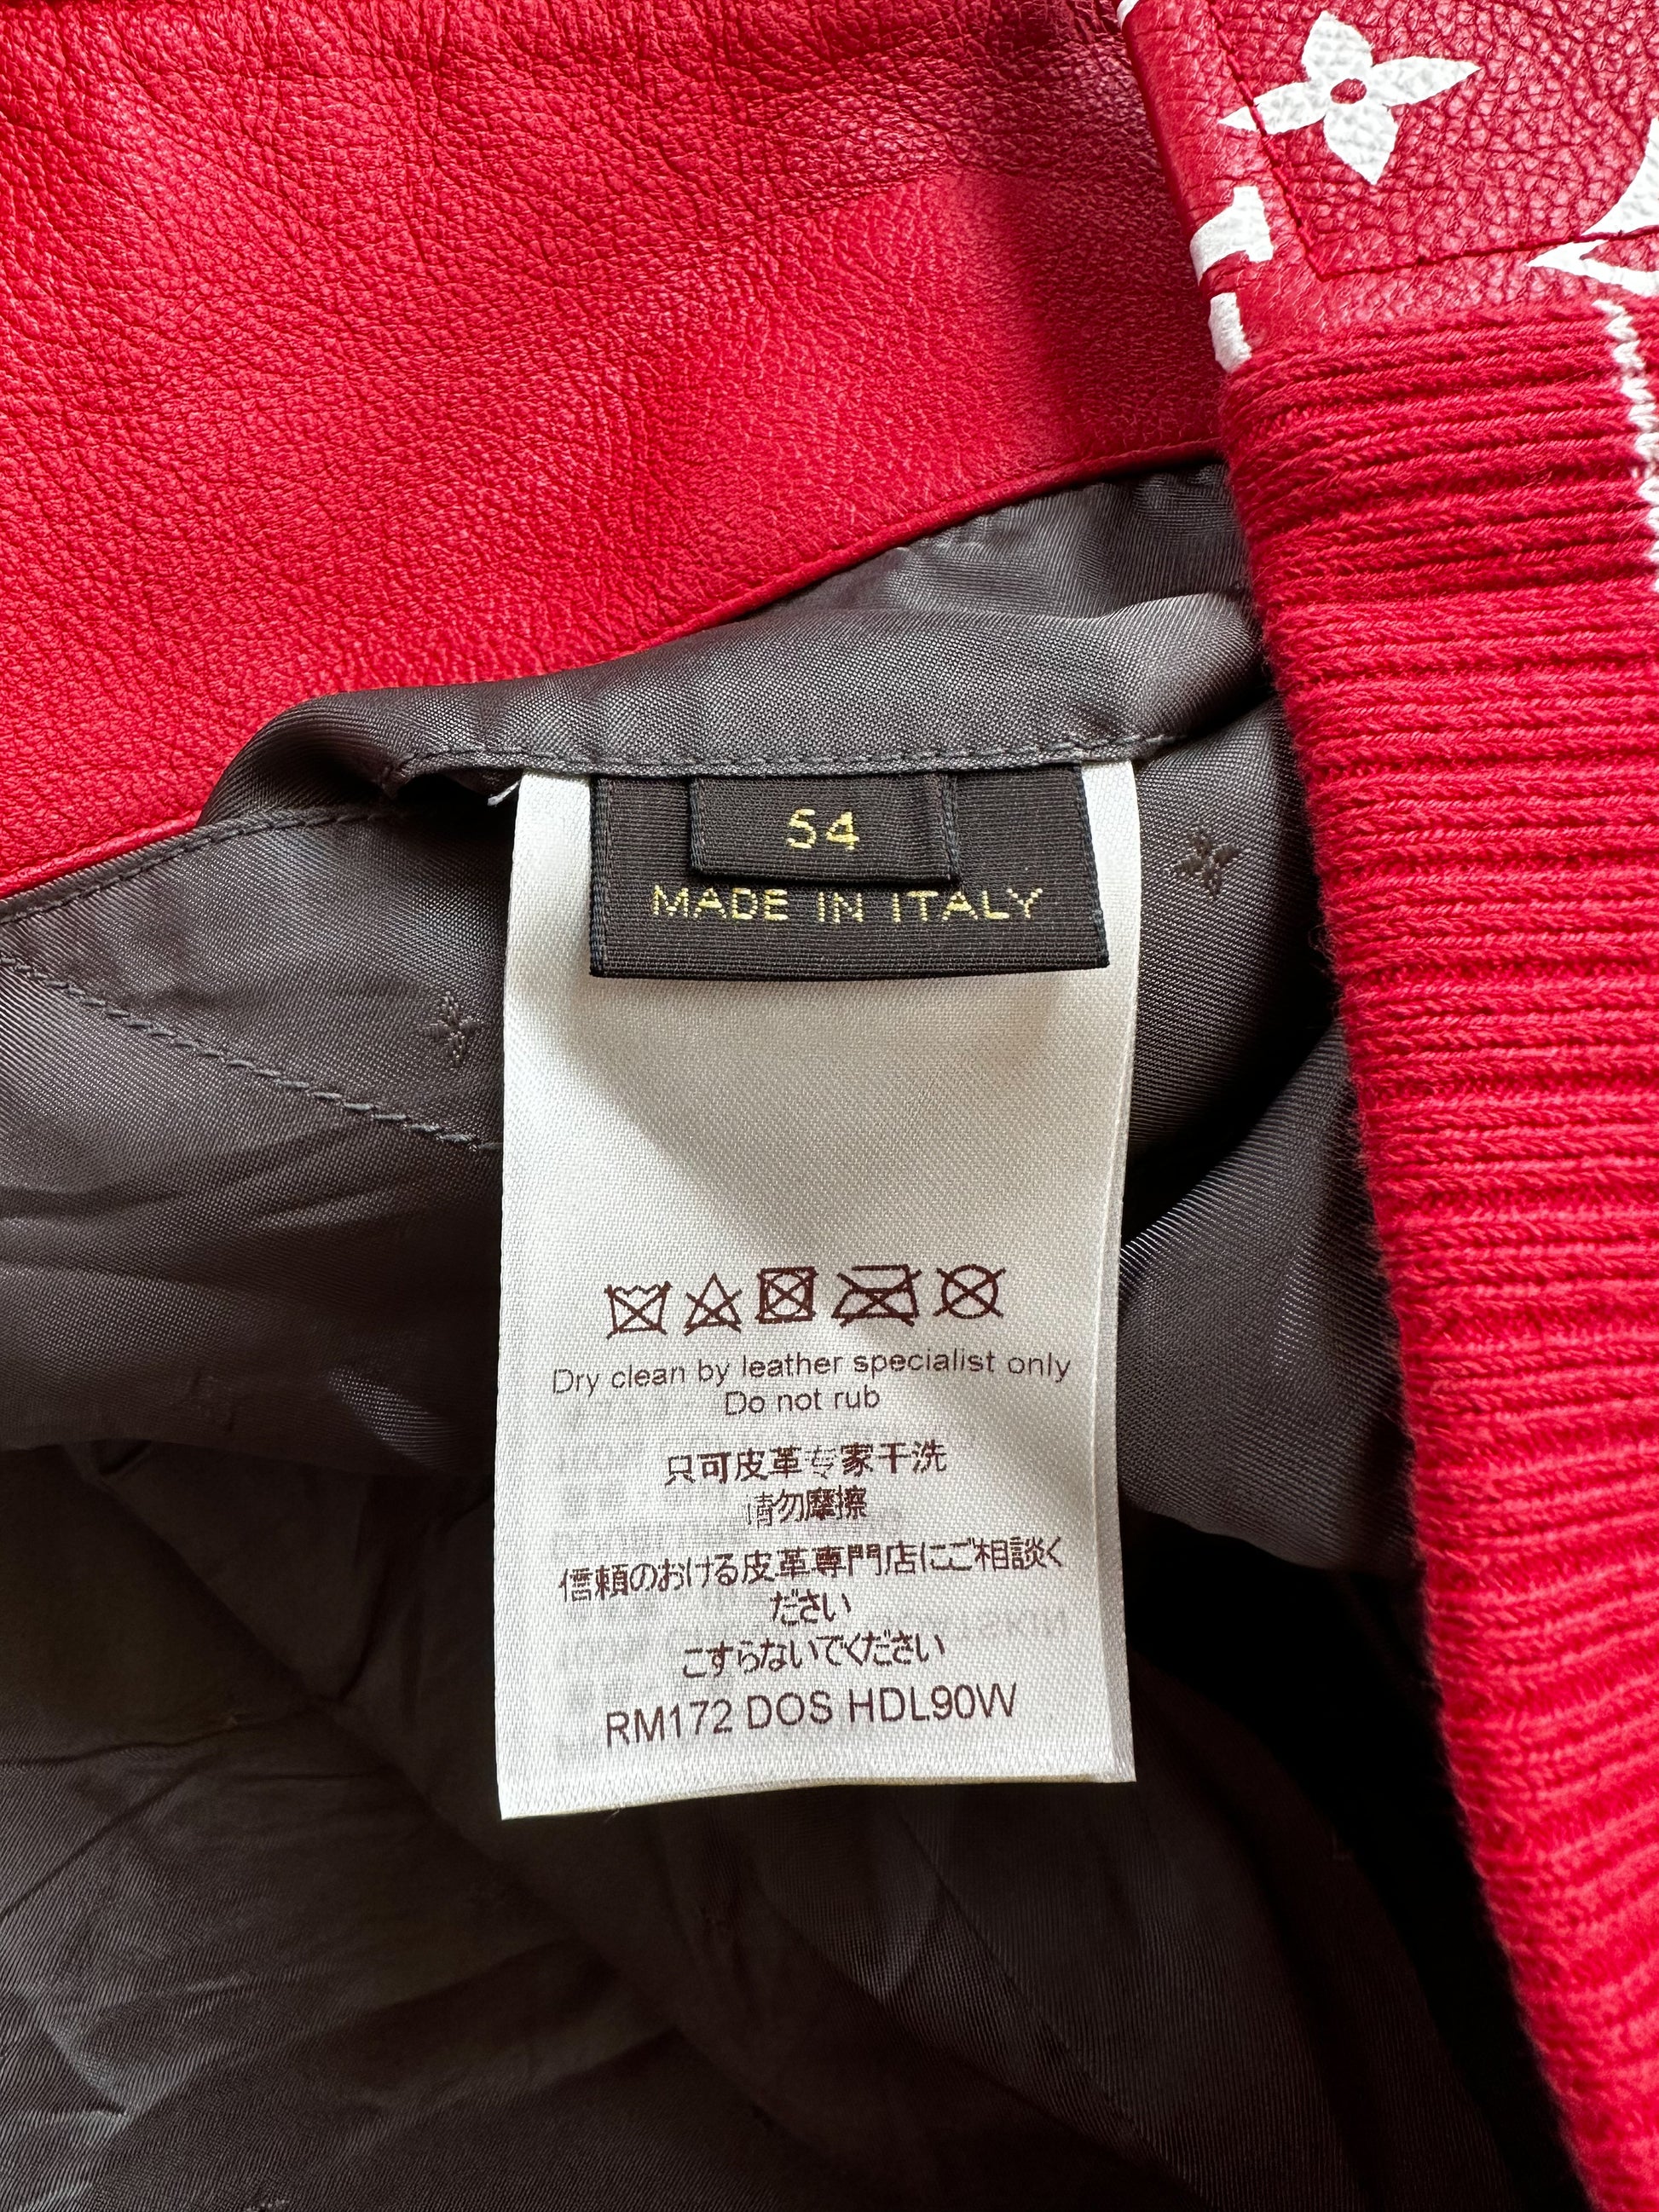 54
MADE IN ITALY
Dry clean by leather specialist only
Do not rub
只可皮革专家干洗
请勿摩擦
信頼のおける皮革専門店にご相談く
ださい
こすらないでください
RM172 DOS HDL90W